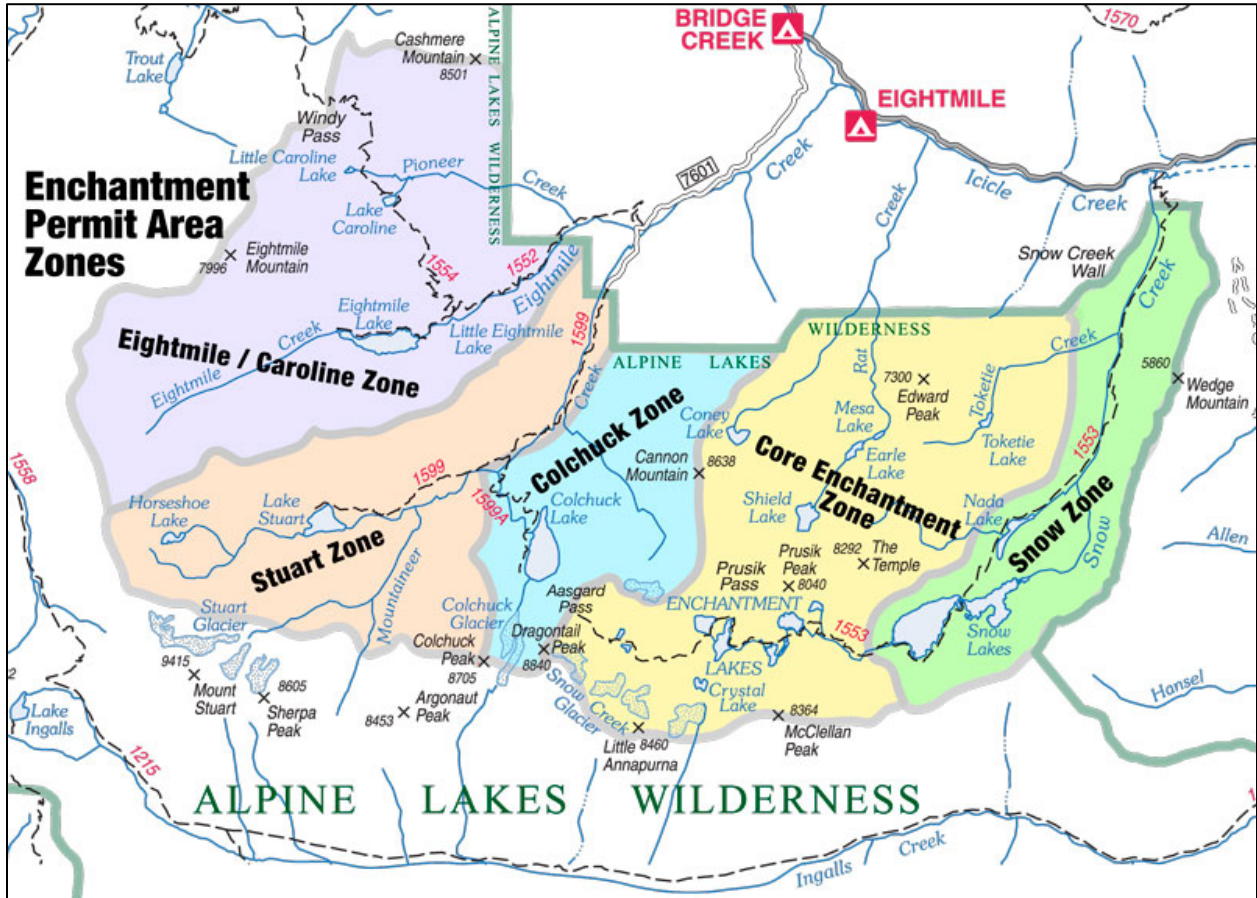 Enchantment
Permit Area
Zones
Trout
Lake
Cashmere
Mountain
8501
ALPINE LAKES WILDERNESS
BRIDGE
CREEK
1570
EIGHTMILE
Windy
Pass
Little Caroline
Lake
Pioneer
Creek
Lake
Caroline
7601
Creek
Creek
Icicle
Creek
Eightmile
Mountain
7996
1554
1552
Eightmile
Snow Creek
Wall
Creek
Eightmile
Lake
Little Eightmile
Lake
Creek
Eightmile
Eightmile / Caroline Zone
1599
Creek
WILDERNESS
ALPINE LAKES
Rat
7300
Edward
Peak
Creek
Toketie
5860
Wedge
Mountain
Coney
Lake
Mesa
Lake
Earle
Lake
Toketie
Lake
Colchuck Zone
Cannon
Mountain
8638
Core Enchantment
Zone
1553
1558
1599
1599A
Horseshoe
Lake
Lake
Stuart
Colchuck
Lake
Shield
Lake
Nada
Lake
Snow Zone
Snow
Allen
Stuart Zone
Mountaineer
8292
The
Temple
Prusik
Peak
8040
Prusik
Pass
Aasgard
Pass
ENCHANTMENT
LAKES
1553
Snow
Lakes
Stuart
Glacier
Colchuck
Glacier
Dragontail
Peak
8840
Colchuck
Peak
8705
9415
Mount
Stuart
8605
Sherpa
Peak
8453
Argonaut
Peak
Snow Creek
Glacier
Crystal
Lake
Little
Annapurna
8460
8364
McClellan
Peak
Hansel
2
Lake
Ingalls
1215
ALPINE LAKES WILDERNESS
Ingalls
Creek
1